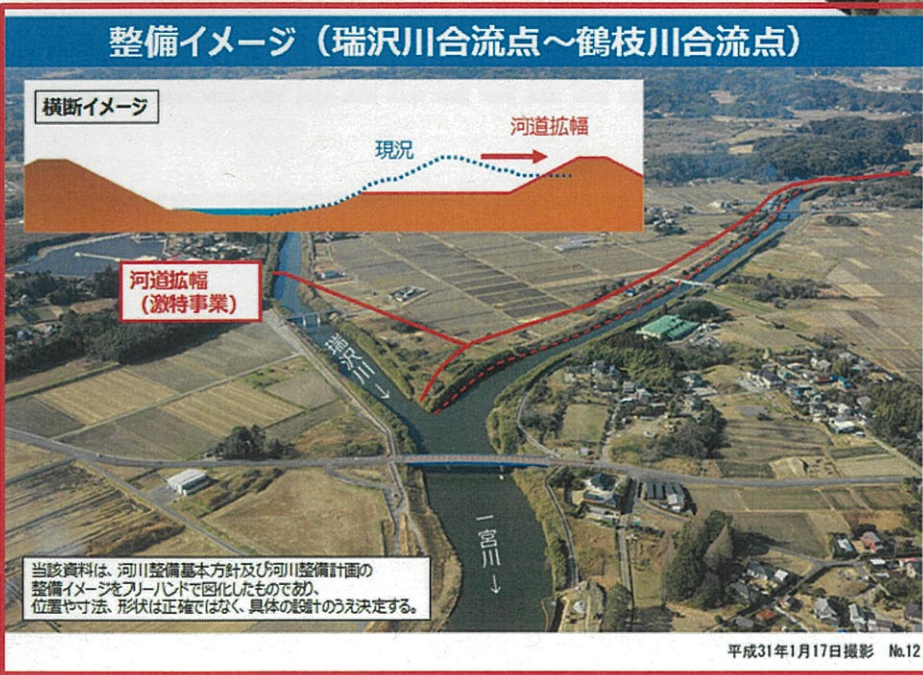 整備イメージ（瑞沢川合流点～鶴枝川合流点）
横断イメージ
現況
河道拡幅
河道拡幅
（激特事業）
瑞沢川→
一宮川→
当該資料は、河川整備基本方針及び河川整備計画の
整備イメージをフリーハンドで図化したものであり、
位置や寸法、形状は正確ではなく、具体の設計のうえ決定する。
平成31年1月17日撮影 No.12